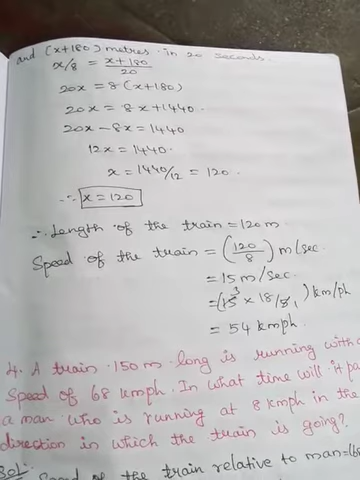 and (x+180) metres in 20 seconds.
x/8 = x+180/20
20x = 8(x+180)
20x = 8x+1440.
20x - 8x = 1440
12x = 1440.
x = 1440/12 = 120.
∴ x = 120
∴ Length of the train = 120 m.
Speed of the train = (120/8) m/sec.
= 15 m/sec.
= (15 3 × 18/5 1) km/ph
= 54 kmph.
4. A train 150 m long is running with a
speed of 68 kmph. In what time will it pa
a man who is running at 8 kmph in the
direction in which the train is going?
Sol: Speed of the train relative to man = (6